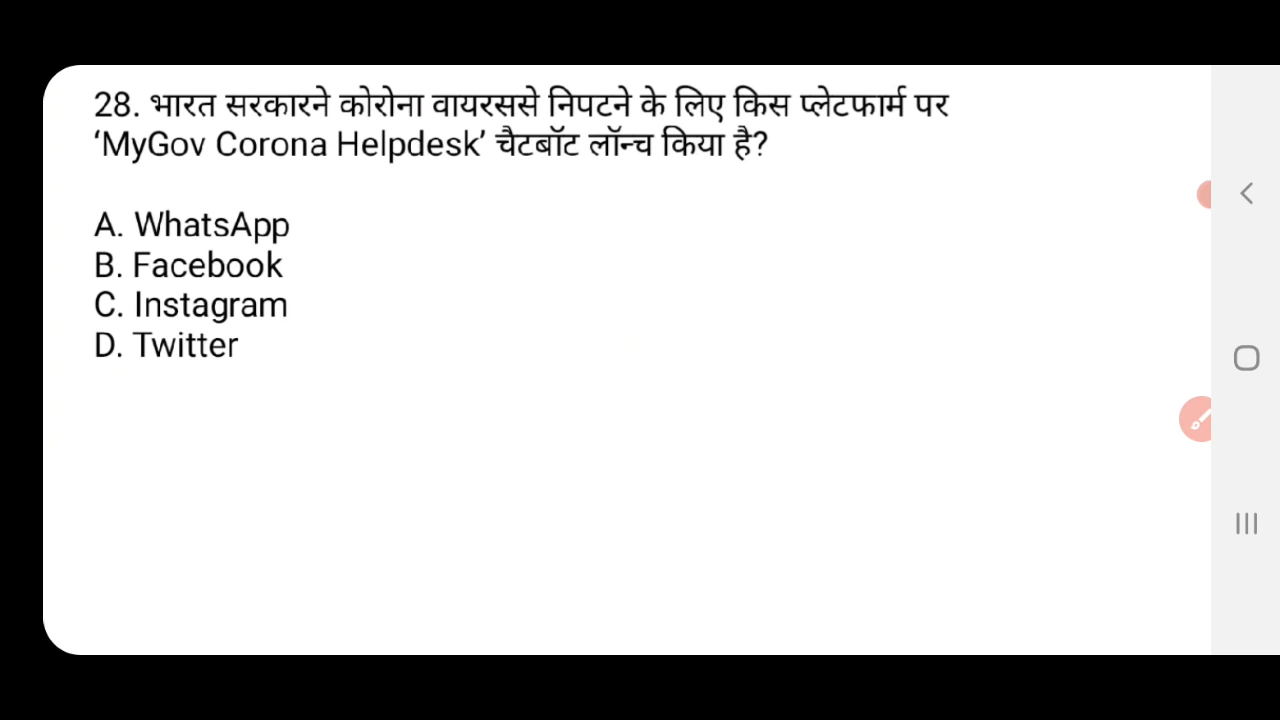 28. भारत सरकारने कोरोना वायरससे निपटने के लिए किस प्लेटफार्म पर
‘MyGov Corona Helpdesk’ चैटबॉट लॉन्च किया है?
A. WhatsApp
B. Facebook
C. Instagram
D. Twitter